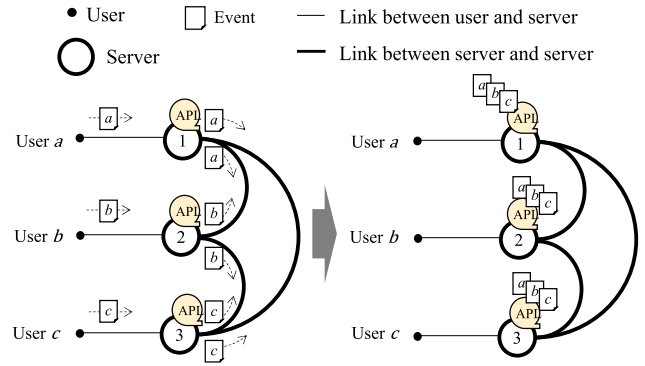 User
Event
Link between user and server
Server
Link between server and server
a
APL
a
User a
1
a
b
APL
b
User b
2
b
c
APL
c
User c
3
c
a
b
c
APL
User a
1
a
b
c
APL
User b
2
a
b
c
APL
User c
3